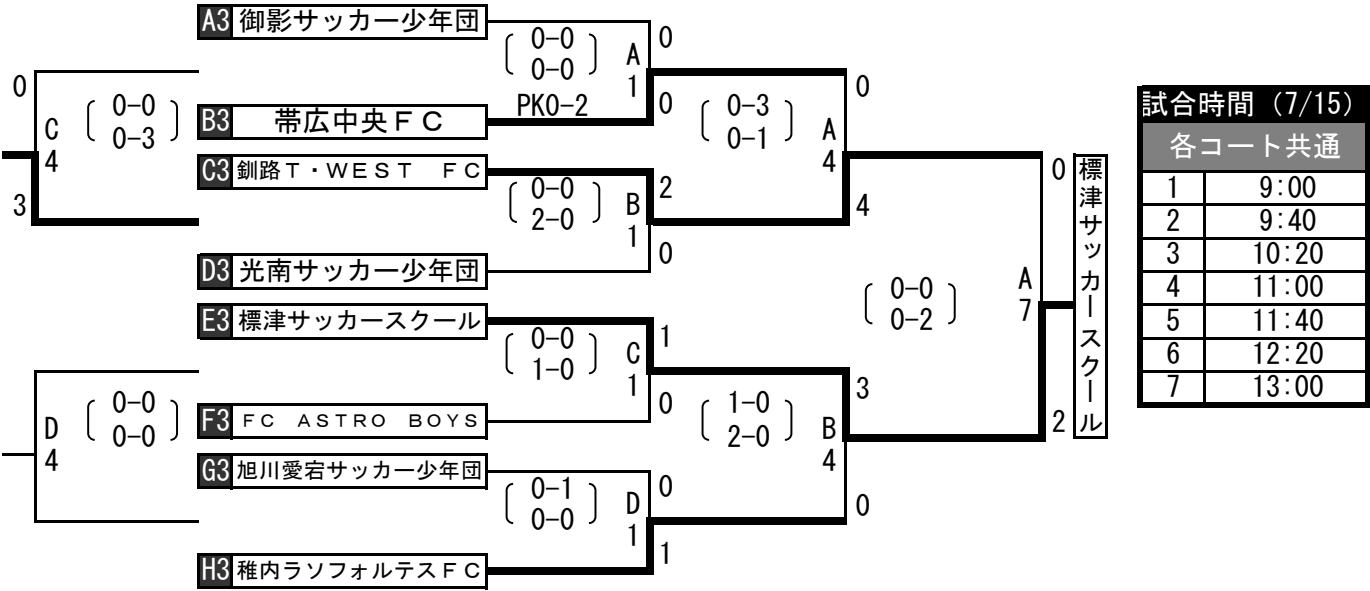 A3 御影サッカー少年団
0-0
0-0
A
1
PK0-2
0
0
B3 帯広中央ＦＣ
C3 釧路Ｔ・ＷＥＳＴ　ＦＣ
0-0
2-0
B
1
2
0
D3 光南サッカー少年団
E3 標津サッカースクール
0-0
1-0
C
1
1
0
F3 ＦＣ　ＡＳＴＲＯ　ＢＯＹＳ
G3 旭川愛宕サッカー少年団
0-1
0-0
D
1
0
1
H3 稚内ラソフォルテスＦＣ
0
0-0
0-3
C
4
3
0-0
0-0
D
4
0-3
0-1
A
4
0
4
1-0
2-0
B
4
3
0
0-0
0-2
A
7
0
2
標津サッカースクール
試合時間（7/15）
各コート共通
1 9:00
2 9:40
3 10:20
4 11:00
5 11:40
6 12:20
7 13:00